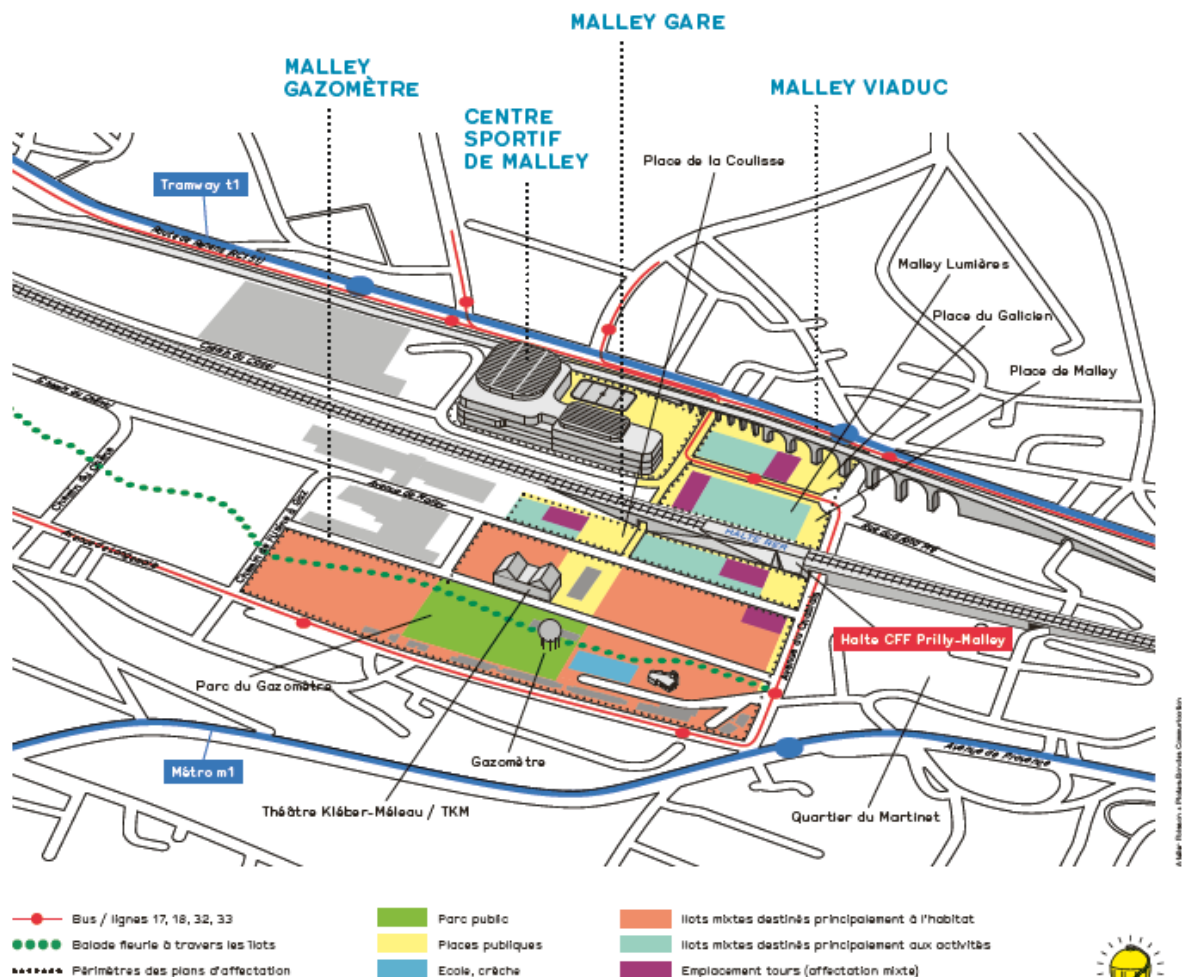 MALLEY GARE
MALLEY
GAZOMÈTRE
MALLEY VIADUC
CENTRE
SPORTIF
DE MALLEY
Place de la Coulisse
Tramway t1
Malley Lumières
Place du Galicien
Place de Malley
Avenue de Malley
Chemin de l'Usine à Gaz
HALTE RER
Halte CFF Prilly-Malley
Parc du Gazomètre
Gazomètre
Métro m1
Avenue de Provence
Théâtre Kléber-Méleau / TKM
Quartier du Martinet
Bus / lignes 17, 18, 32, 33
Parc public
Ilots mixtes destinés principalement à l'habitat
Balade fleurie à travers les îlots
Places publiques
Ilots mixtes destinés principalement aux activités
Périmètres des plans d'affectation
Ecole, crèche
Emplacement tours (affectation mixte)